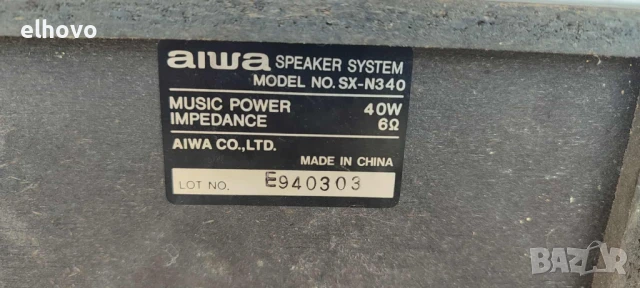 elhovo
aiwa SPEAKER SYSTEM
MODEL NO. SX-N340
MUSIC POWER 40W
IMPEDANCE 6Ω
AIWA CO.,LTD.
MADE IN CHINA
LOT NO. E940303
BAZAR